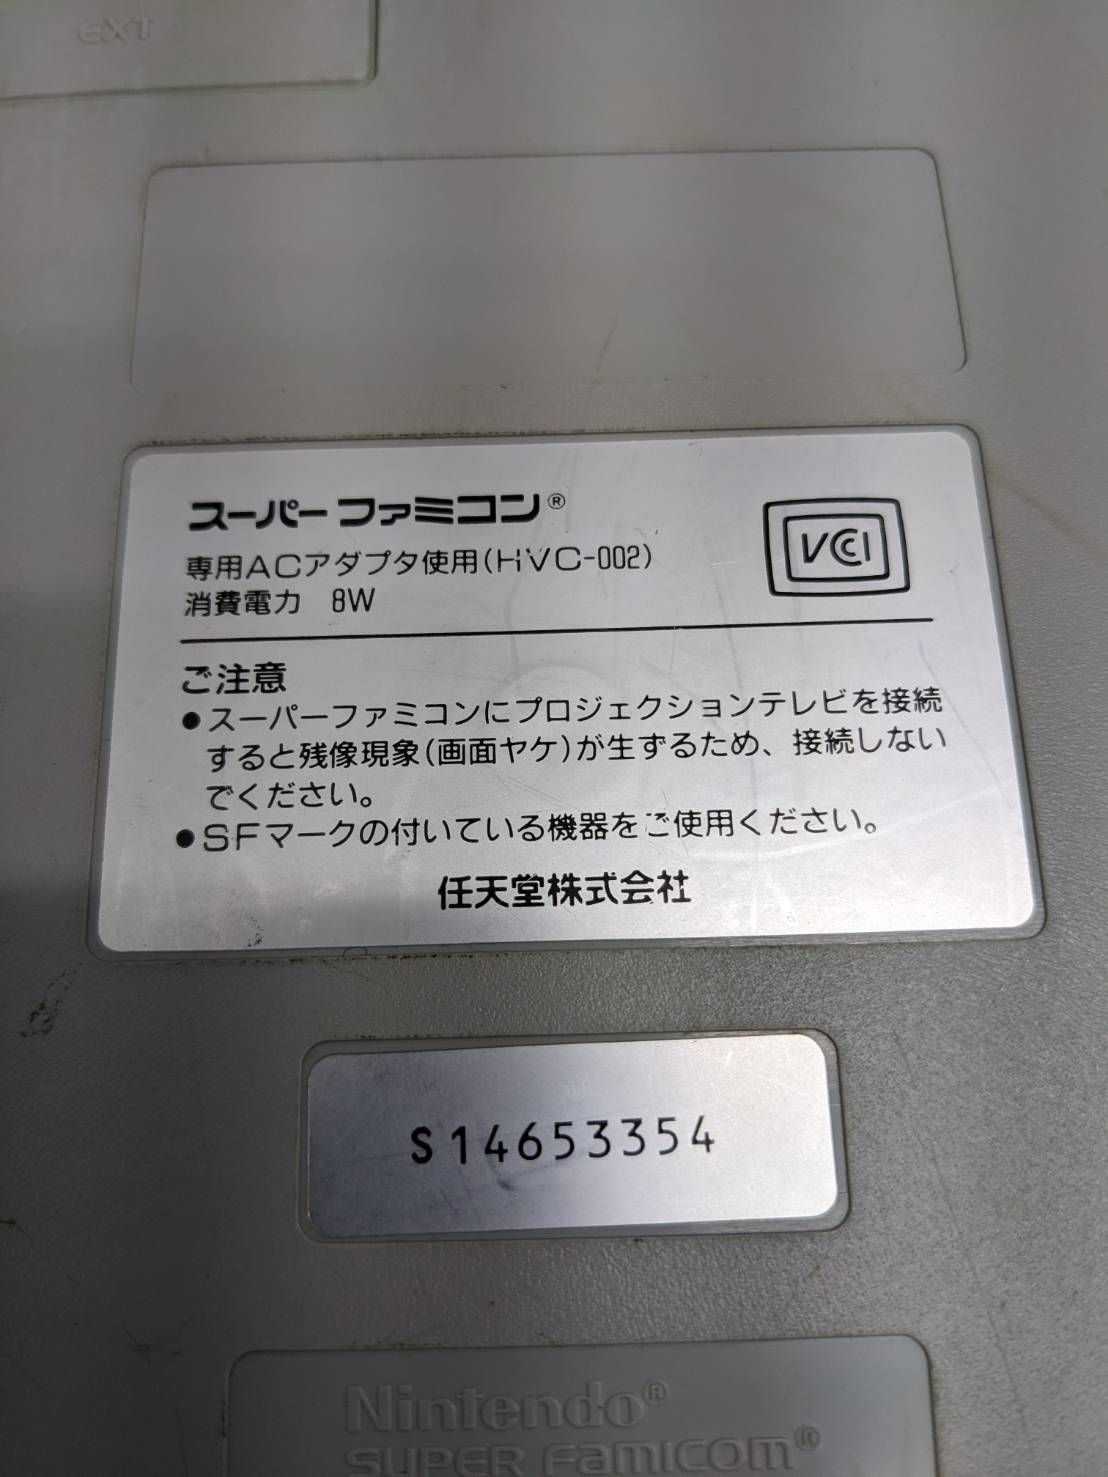 EXT
スーパーファミコン®
専用ACアダプタ使用(HVC-002)
消費電力 8W
VCCI
ご注意
●スーパーファミコンにプロジェクションテレビを接続
すると残像現象(画面ヤケ)が生ずるため、接続しない
でください。
●SFマークの付いている機器をご使用ください。
任天堂株式会社
S14653354
Nintendo®
SUPER FAMICOM®